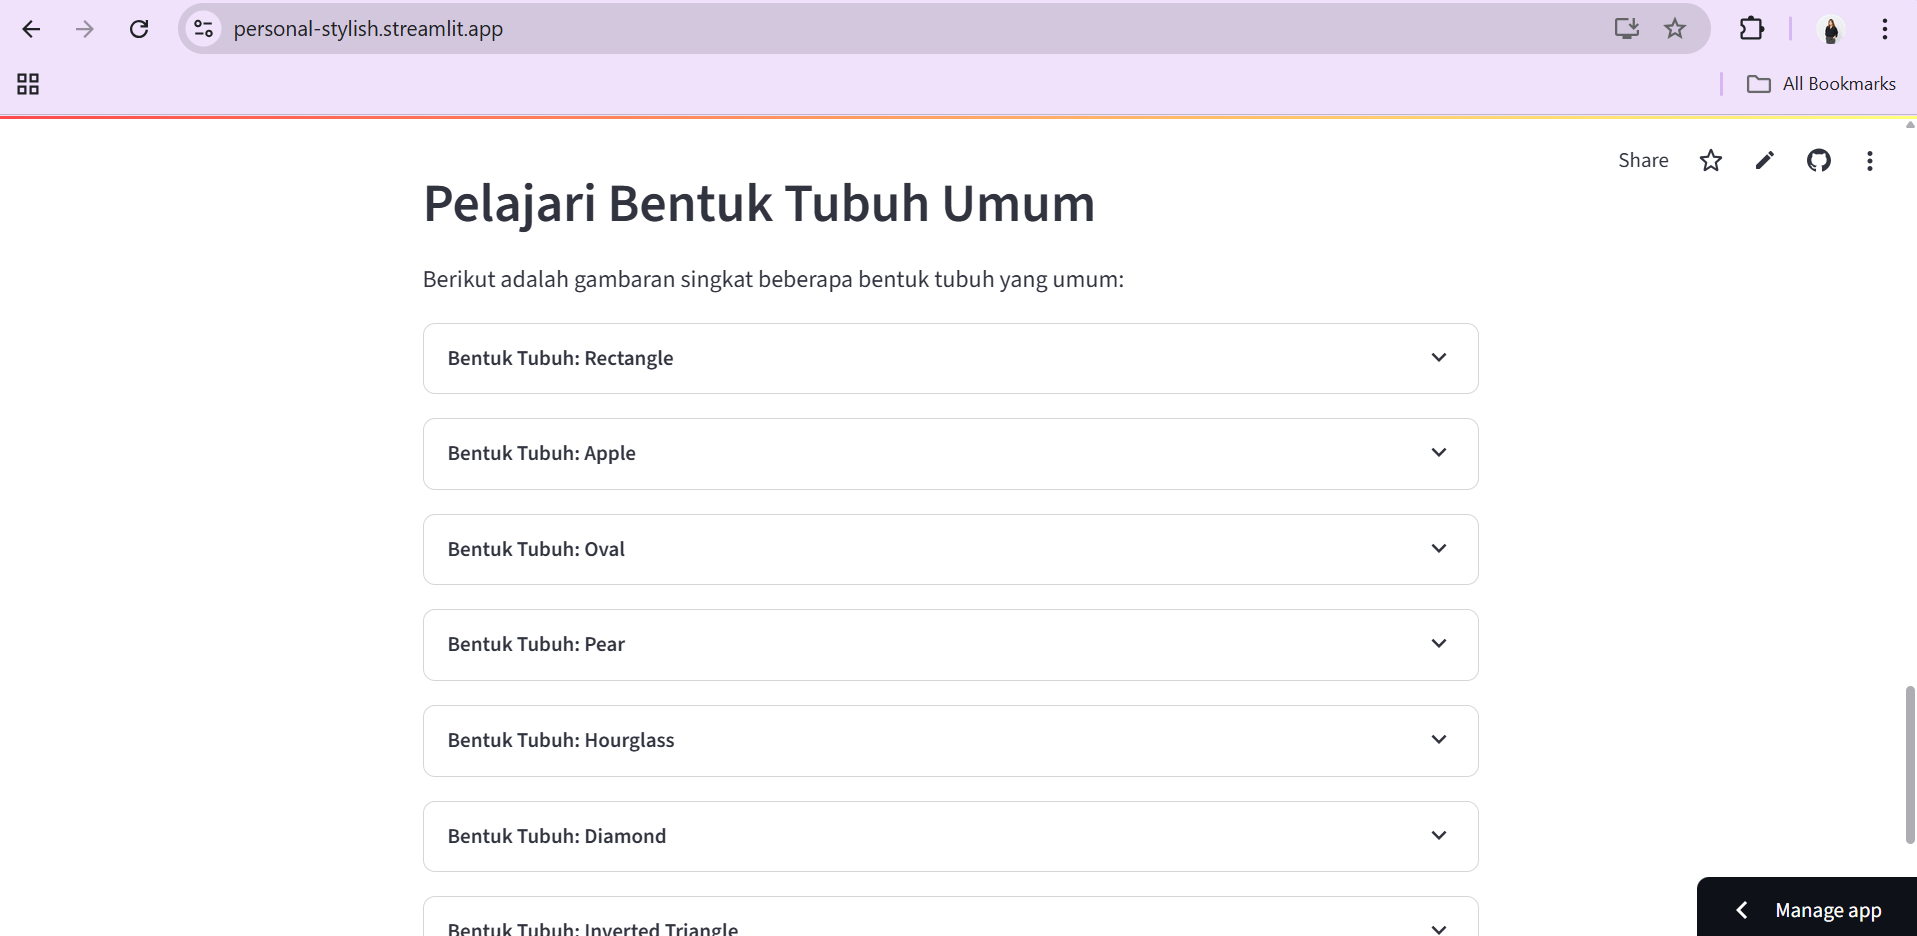 personal-stylish.streamlit.app
All Bookmarks
Share
Pelajari Bentuk Tubuh Umum
Berikut adalah gambaran singkat beberapa bentuk tubuh yang umum:
Bentuk Tubuh: Rectangle
Bentuk Tubuh: Apple
Bentuk Tubuh: Oval
Bentuk Tubuh: Pear
Bentuk Tubuh: Hourglass
Bentuk Tubuh: Diamond
Bentuk Tubuh: Inverted Triangle
Manage app